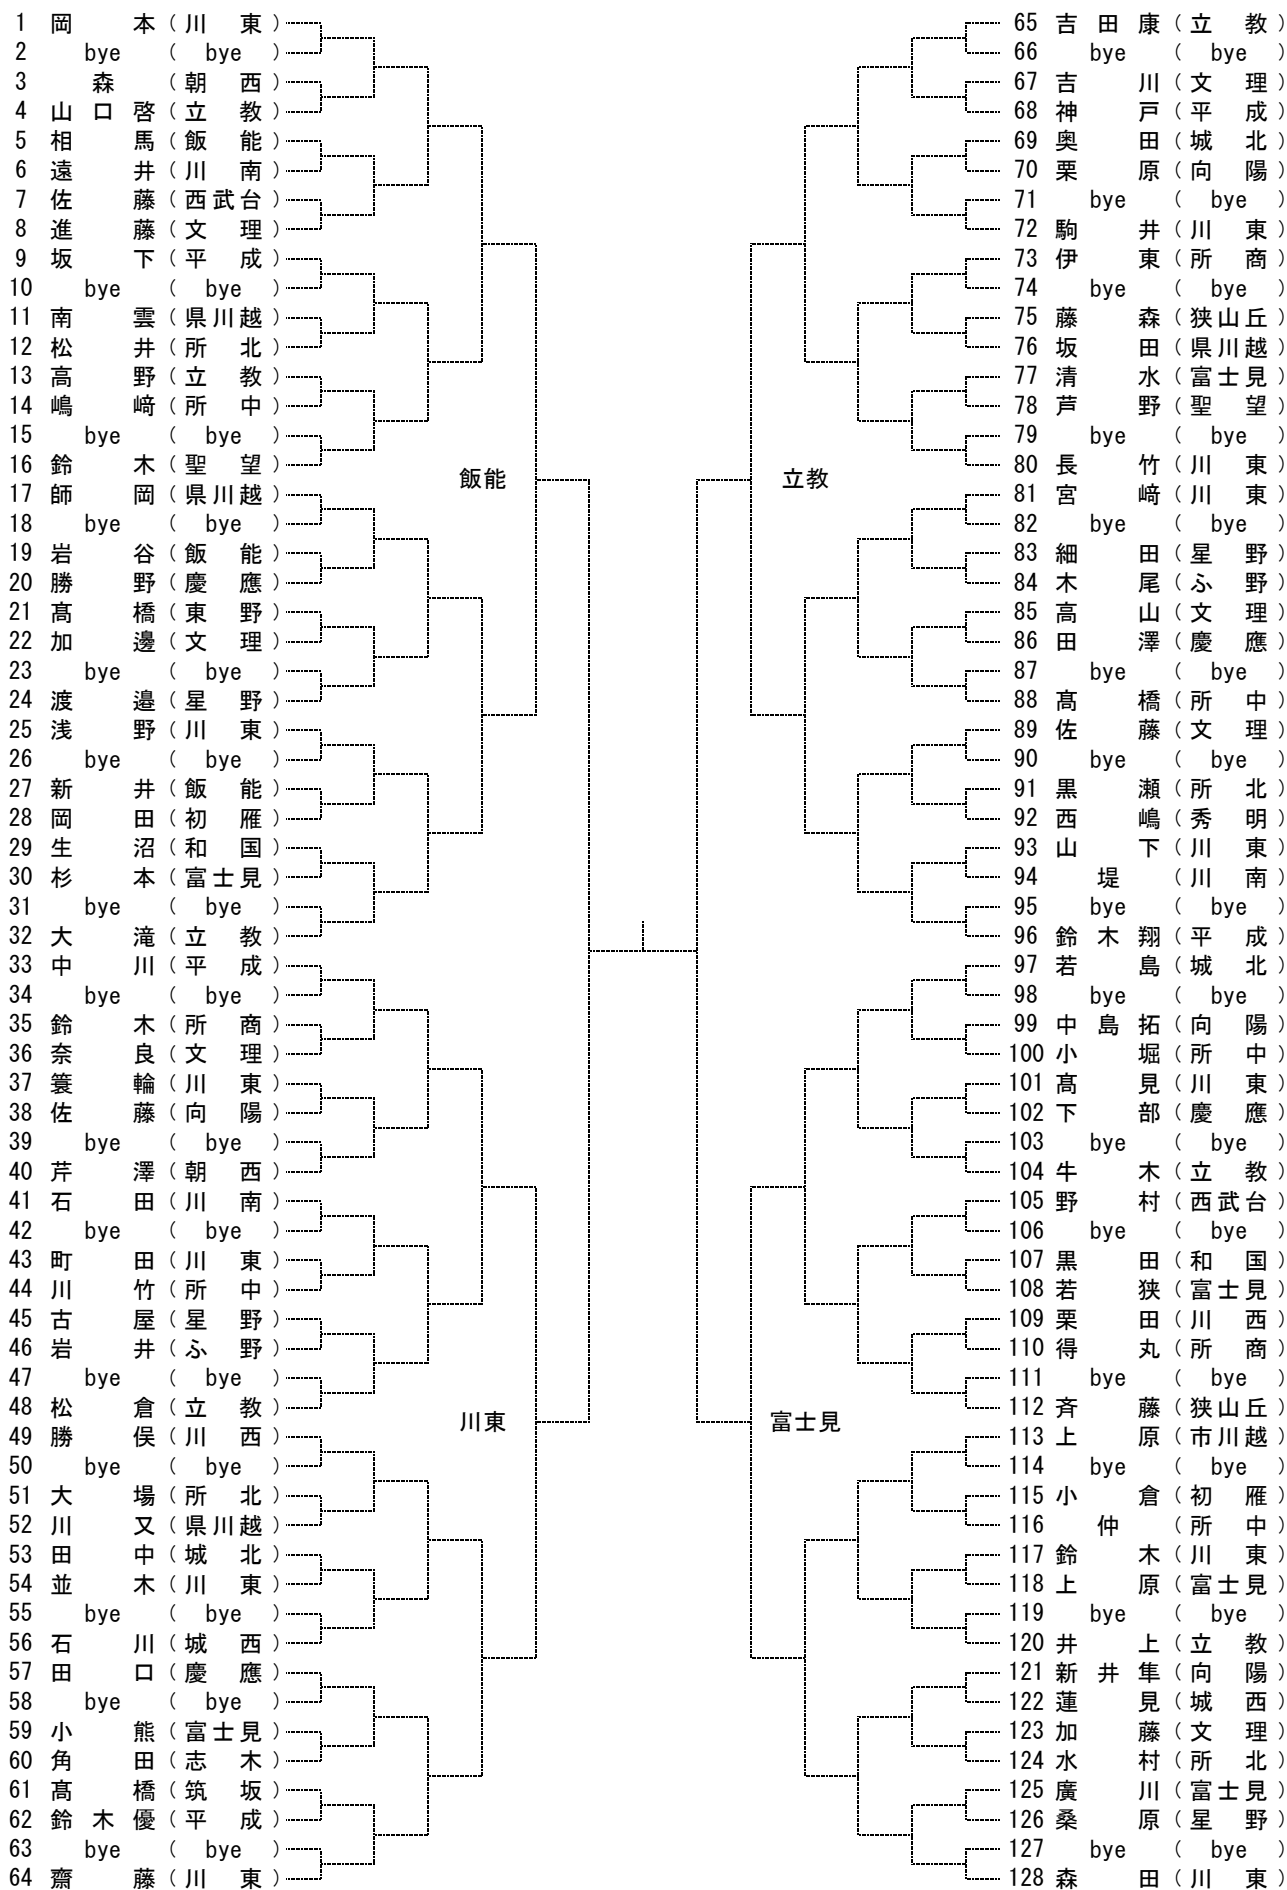 1 岡本(川東)
2 bye(bye)
3 森(朝西)
4 山口啓(立教)
5 相馬(飯能)
6 遠井(川南)
7 佐藤(西武台)
8 進藤(文理)
9 坂下(平成)
10 bye(bye)
11 南雲(県川越)
12 松井(所北)
13 高野(立教)
14 嶋﨑(所中)
15 bye(bye)
16 鈴木(聖望)
17 師岡(県川越)
18 bye(bye)
19 岩谷(飯能)
20 勝野(慶應)
21 髙橋(東野)
22 加邊(文理)
23 bye(bye)
24 渡邉(星野)
25 浅野(川東)
26 bye(bye)
27 新井(飯能)
28 岡田(初雁)
29 生沼(和国)
30 杉本(富士見)
31 bye(bye)
32 大滝(立教)
33 中川(平成)
34 bye(bye)
35 鈴木(所商)
36 奈良(文理)
37 簑輪(川東)
38 佐藤(向陽)
39 bye(bye)
40 芹澤(朝西)
41 石田(川南)
42 bye(bye)
43 町田(川東)
44 川竹(所中)
45 古屋(星野)
46 岩井(ふ野)
47 bye(bye)
48 松倉(立教)
49 勝俣(川西)
50 bye(bye)
51 大場(所北)
52 川又(県川越)
53 田中(城北)
54 並木(川東)
55 bye(bye)
56 石川(城西)
57 田口(慶應)
58 bye(bye)
59 小熊(富士見)
60 角田(志木)
61 髙橋(筑坂)
62 鈴木優(平成)
63 bye(bye)
64 齋藤(川東)
飯能
川東
立教
富士見
65 吉田康(立教)
66 bye(bye)
67 吉川(文理)
68 神戸(平成)
69 奥田(城北)
70 栗原(向陽)
71 bye(bye)
72 駒井(川東)
73 伊東(所商)
74 bye(bye)
75 藤森(狭山丘)
76 坂田(県川越)
77 清水(富士見)
78 芦野(聖望)
79 bye(bye)
80 長竹(川東)
81 宮﨑(川東)
82 bye(bye)
83 細田(星野)
84 木尾(ふ野)
85 高山(文理)
86 田澤(慶應)
87 bye(bye)
88 髙橋(所中)
89 佐藤(文理)
90 bye(bye)
91 黒瀬(所北)
92 西嶋(秀明)
93 山下(川東)
94 堤(川南)
95 bye(bye)
96 鈴木翔(平成)
97 若島(城北)
98 bye(bye)
99 中島拓(向陽)
100 小堀(所中)
101 髙見(川東)
102 下部(慶應)
103 bye(bye)
104 牛木(立教)
105 野村(西武台)
106 bye(bye)
107 黒田(和国)
108 若狭(富士見)
109 栗田(川西)
110 得丸(所商)
111 bye(bye)
112 斉藤(狭山丘)
113 上原(市川越)
114 bye(bye)
115 小倉(初雁)
116 仲(所中)
117 鈴木(川東)
118 上原(富士見)
119 bye(bye)
120 井上(立教)
121 新井隼(向陽)
122 蓮見(城西)
123 加藤(文理)
124 水村(所北)
125 廣川(富士見)
126 桑原(星野)
127 bye(bye)
128 森田(川東)